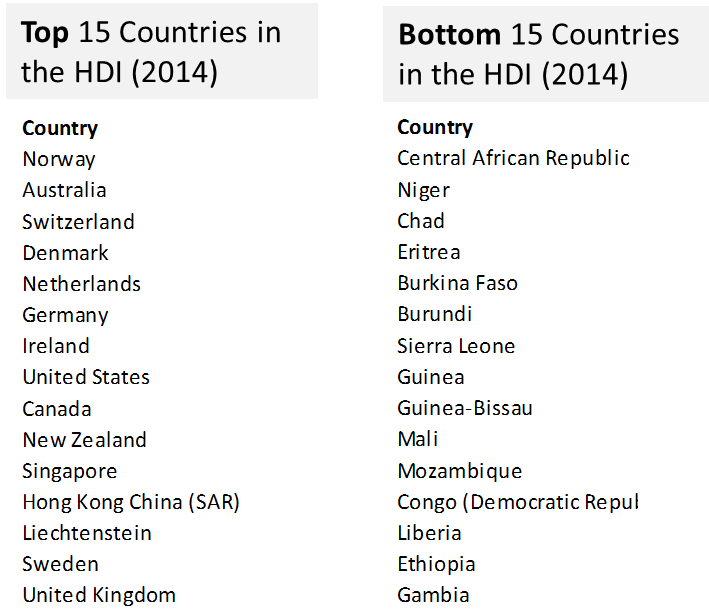 Top 15 Countries in
the HDI (2014)
Country
Norway
Australia
Switzerland
Denmark
Netherlands
Germany
Ireland
United States
Canada
New Zealand
Singapore
Hong Kong China (SAR)
Liechtenstein
Sweden
United Kingdom
Bottom 15 Countries
in the HDI (2014)
Country
Central African Republic
Niger
Chad
Eritrea
Burkina Faso
Burundi
Sierra Leone
Guinea
Guinea-Bissau
Mali
Mozambique
Congo (Democratic Repul
Liberia
Ethiopia
Gambia